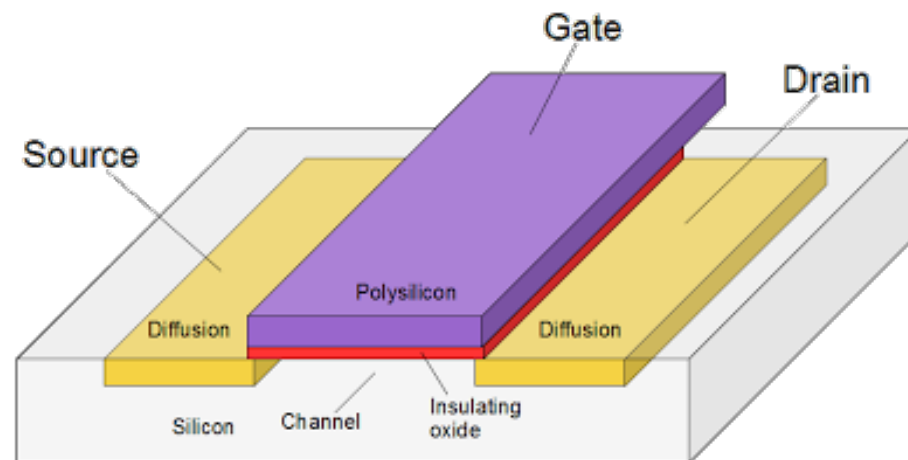 Gate
Drain
Source
Polysilicon
Diffusion
Diffusion
Silicon
Channel
Insulating
oxide